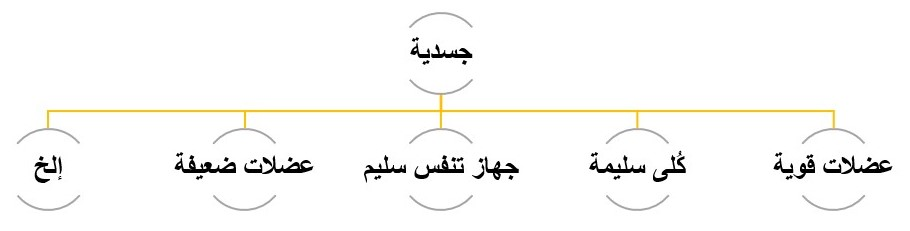 جسدية
عضلات قوية
كُلى سليمة
جهاز تنفس سليم
عضلات ضعيفة
إلخ